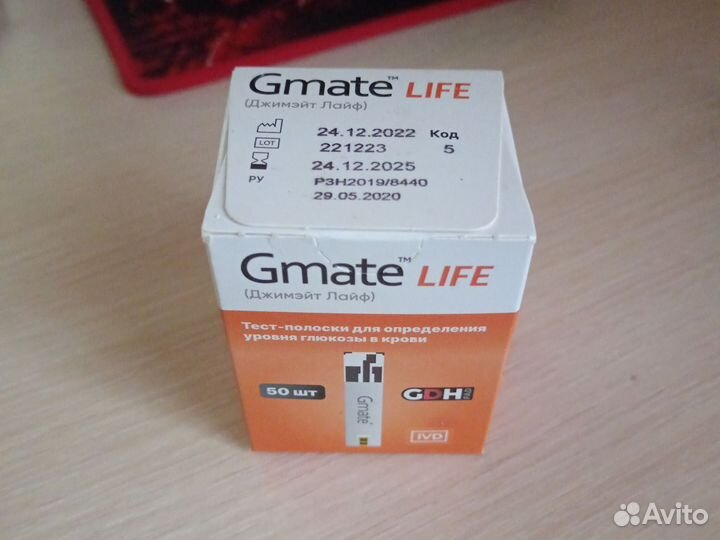 Gmate™ LIFE
(Джимэйт Лайф)
24.12.2022 Код
LOT 221223 5
24.12.2025
РУ РЗН2019/8440
29.05.2020
Gmate™ LIFE
(Джимэйт Лайф)
Тест-полоски для определения
уровня глюкозы в крови
50 шт
Gmate
GDH FAD
IVD
Avito